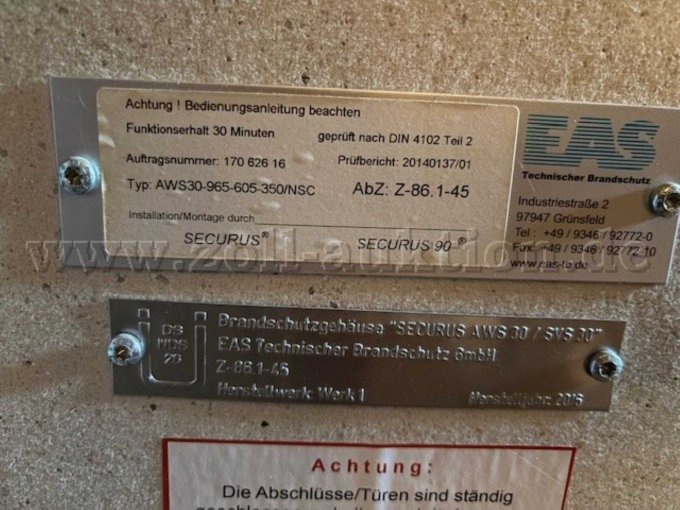 Achtung ! Bedienungsanleitung beachten
Funktionserhalt 30 Minuten geprüft nach DIN 4102 Teil 2
Auftragsnummer: 170 626 16 Prüfbericht: 20140137/01
Typ: AWS30-965-605-350/NSC AbZ: Z-86.1-45
Installation/Montage durch
SECURUS® SECURUS 90®
EAS
Technischer Brandschutz
Industriestraße 2
97947 Grünsfeld
Tel : +49 / 9346 / 92772-0
Fax: +49 / 9346 / 92772 10
www.eas-tb.de
www.zoll-auktion.de
Brandschutzgehäuse "SECURUS AWS 30 / SVS 30"
EAS Technischer Brandschutz GmbH
Z-86.1-45
Herstellwerk: Werk 1 Herstelljahr: 2016
Achtung:
Die Abschlüsse/Türen sind ständig